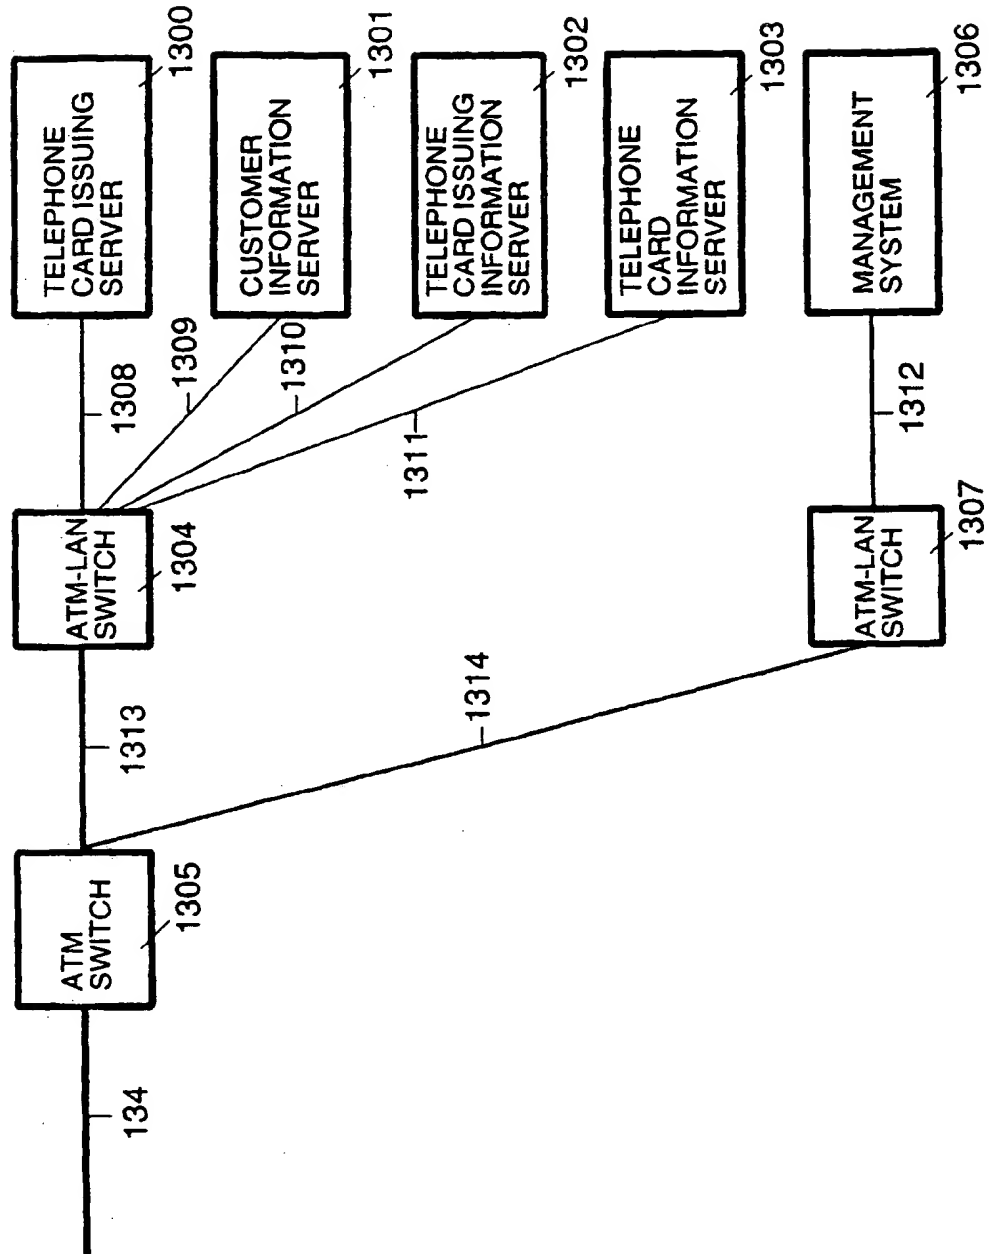 TELEPHONE
CARD ISSUING
SERVER
1300
CUSTOMER
INFORMATION
SERVER
1301
TELEPHONE
CARD ISSUING
INFORMATION
SERVER
1302
TELEPHONE
CARD
INFORMATION
SERVER
1303
MANAGEMENT
SYSTEM
1306
1308
1309
1310
1311
1312
ATM-LAN
SWITCH
1304
ATM-LAN
SWITCH
1307
1313
1314
ATM
SWITCH
1305
134